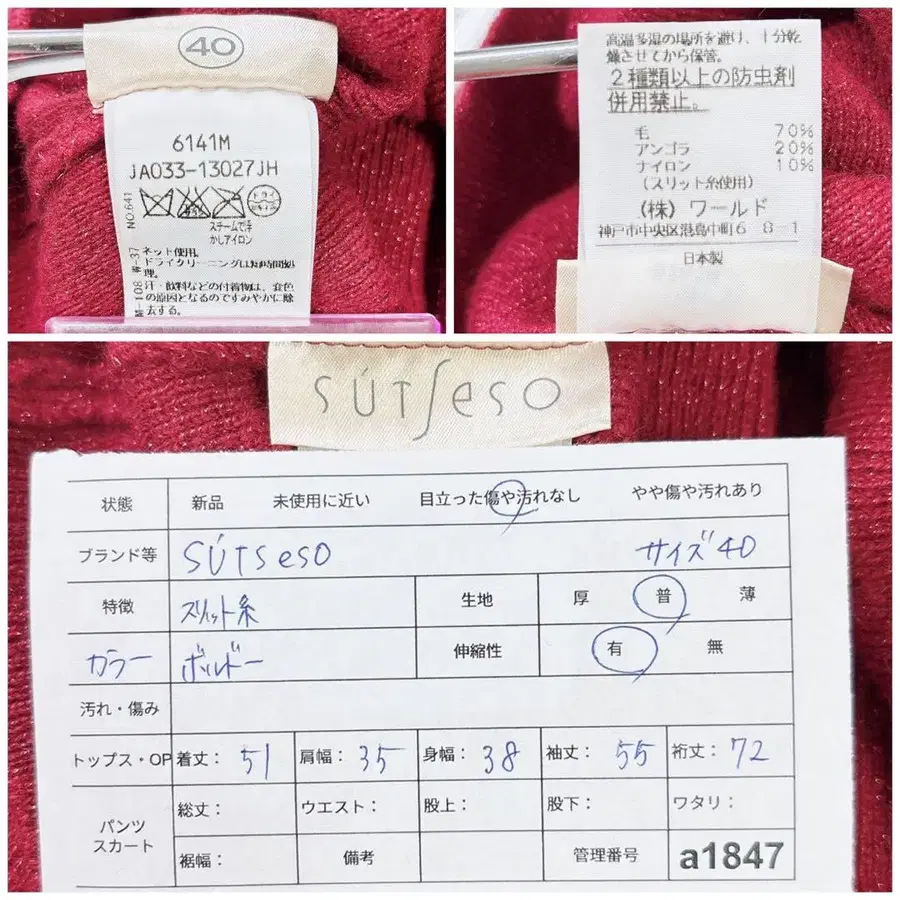 40
6141M
JA033-13027JH
ドライ
スチームで浮
かしアイロン
NO.641
ネット使用。
ドライクリーニングは短時間処
理。
汗・飲料などの付着物は、変色
の原因となるのですみやかに除
去する。
高温多湿の場所を避け、十分乾
燥させてから保管。
2種類以上の防虫剤
併用禁止。
毛 70%
アンゴラ 20%
ナイロン 10%
(スリット糸使用)
(株) ワールド
神戸市中央区港島中町6 8-1
日本製
SÚTSeSO
状態 新品 未使用に近い 目立った傷や汚れなし やや傷や汚れあり
ブランド等 SÚTSeSO サイズ40
特徴 スリット糸 生地 厚 普 薄
カラー ボルドー 伸縮性 有 無
汚れ・傷み
トップス・OP 着丈: 51 肩幅: 35 身幅: 38 袖丈: 55 裄丈: 72
パンツ
スカート
総丈: ウエスト: 股上: 股下: ワタリ:
裾幅: 備考 管理番号 a1847